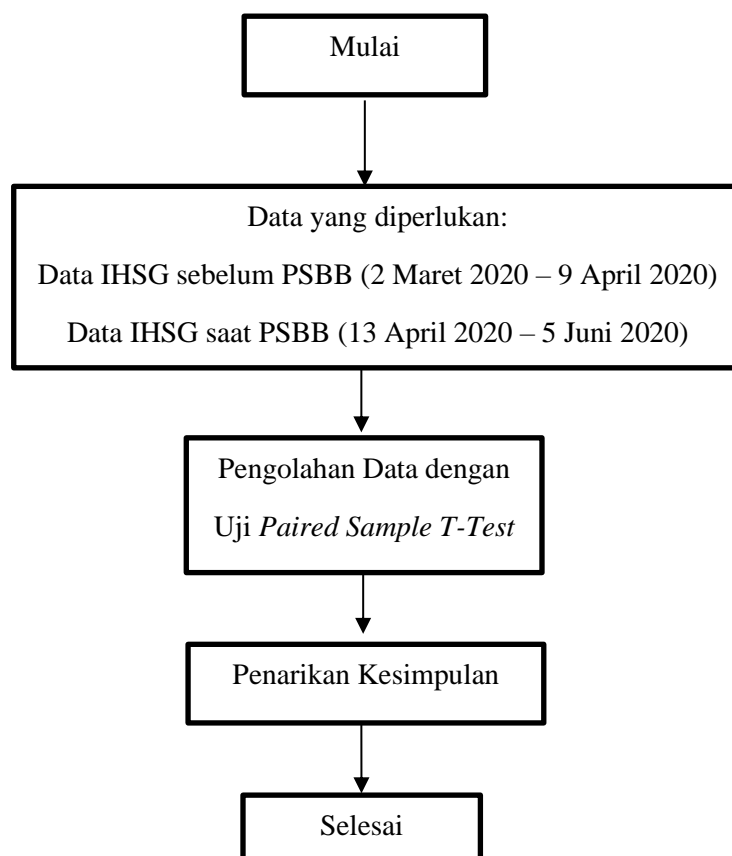 Mulai
Data yang diperlukan:
Data IHSG sebelum PSBB (2 Maret 2020 – 9 April 2020)
Data IHSG saat PSBB (13 April 2020 – 5 Juni 2020)
Pengolahan Data dengan
Uji Paired Sample T-Test
Penarikan Kesimpulan
Selesai